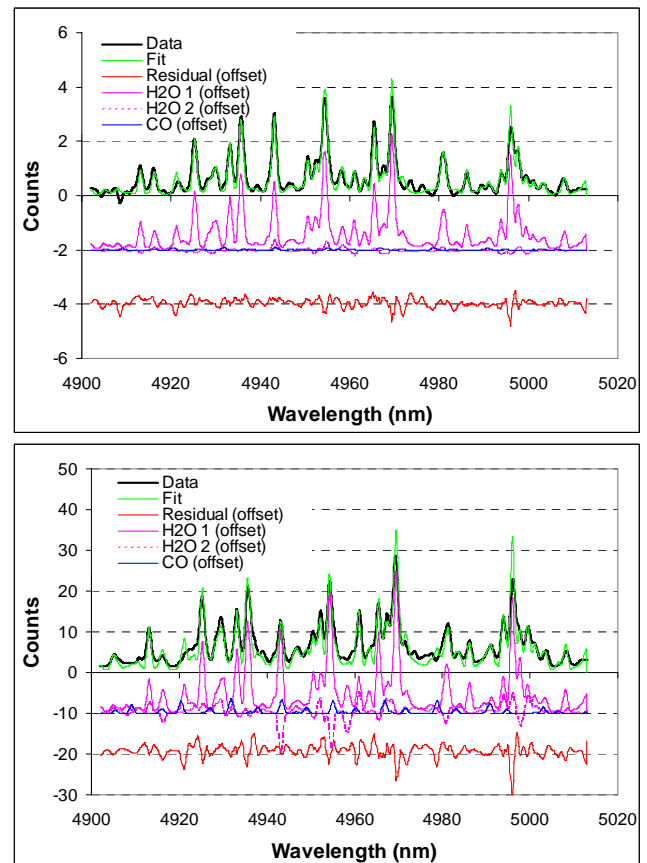 6
4
2
0
-2
-4
-6
Counts
Data
Fit
Residual (offset)
H2O 1 (offset)
H2O 2 (offset)
CO (offset)
4900 4920 4940 4960 4980 5000 5020
Wavelength (nm)
50
40
30
20
10
0
-10
-20
-30
Counts
Data
Fit
Residual (offset)
H2O 1 (offset)
H2O 2 (offset)
CO (offset)
4900 4920 4940 4960 4980 5000 5020
Wavelength (nm)